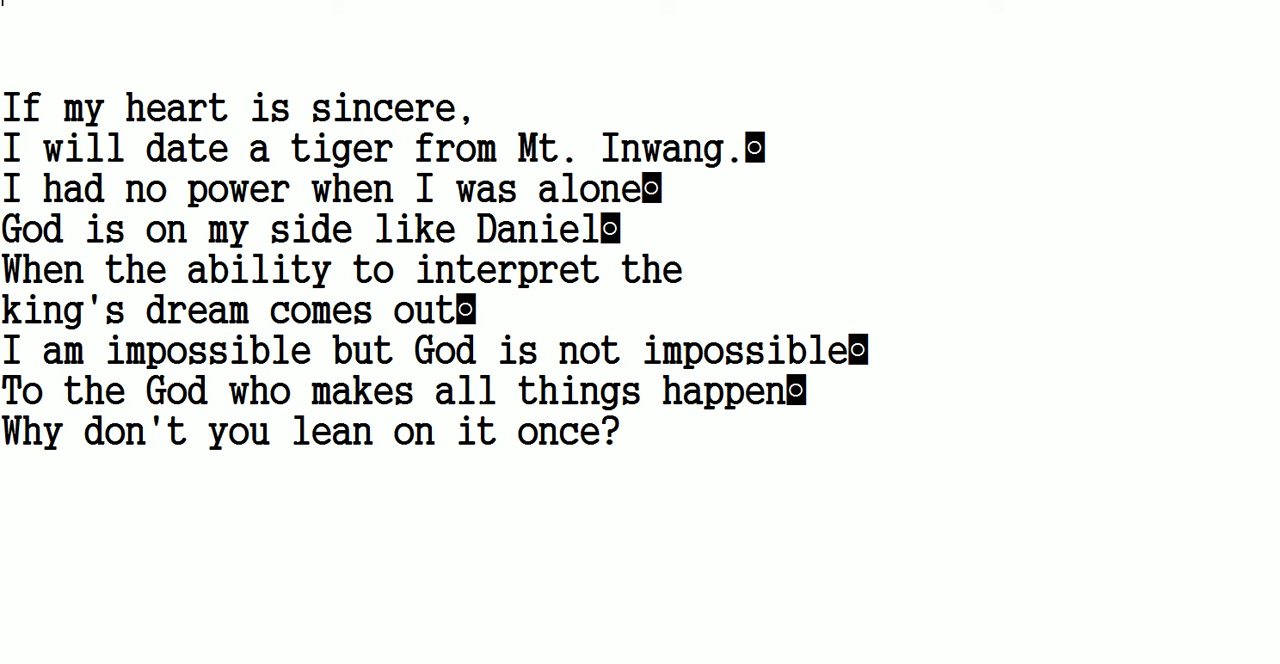 If my heart is sincere,
I will date a tiger from Mt. Inwang.◙
I had no power when I was alone◙
God is on my side like Daniel◙
When the ability to interpret the
king's dream comes out◙
I am impossible but God is not impossible◙
To the God who makes all things happen◙
Why don't you lean on it once?